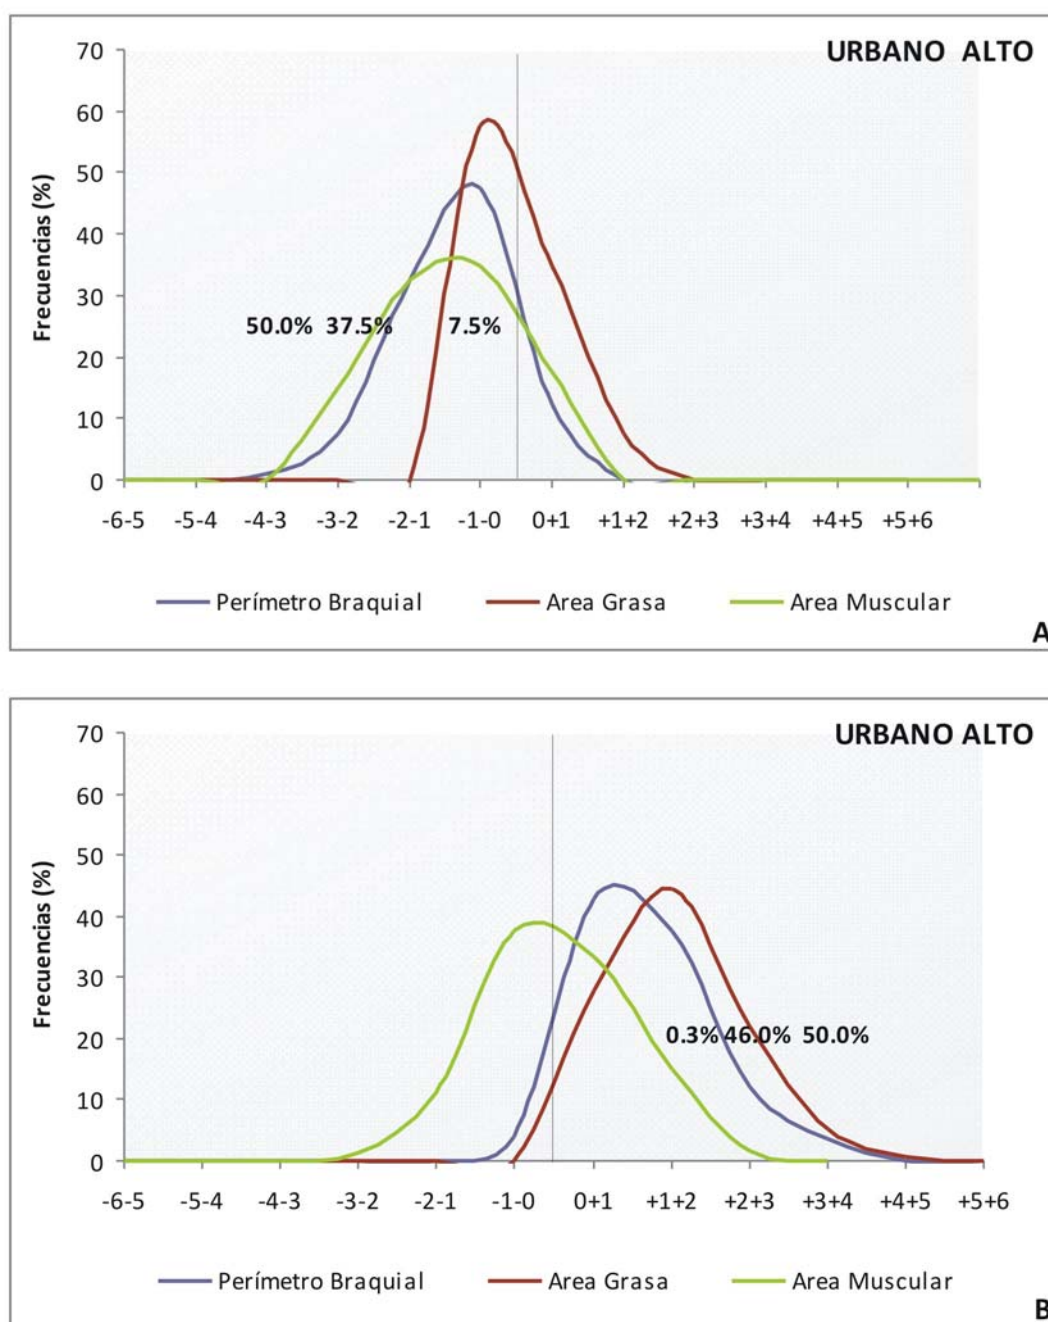 URBANO ALTO
70
60
50
40
30
20
10
0
Frecuencias (%)
50.0% 37.5% 7.5%
-6-5 -5-4 -4-3 -3-2 -2-1 -1-0 0+1 +1+2 +2+3 +3+4 +4+5 +5+6
Perímetro Braquial Area Grasa Area Muscular
A
URBANO ALTO
70
60
50
40
30
20
10
0
Frecuencias (%)
0.3% 46.0% 50.0%
-6-5 -5-4 -4-3 -3-2 -2-1 -1-0 0+1 +1+2 +2+3 +3+4 +4+5 +5+6
Perímetro Braquial Area Grasa Area Muscular
B